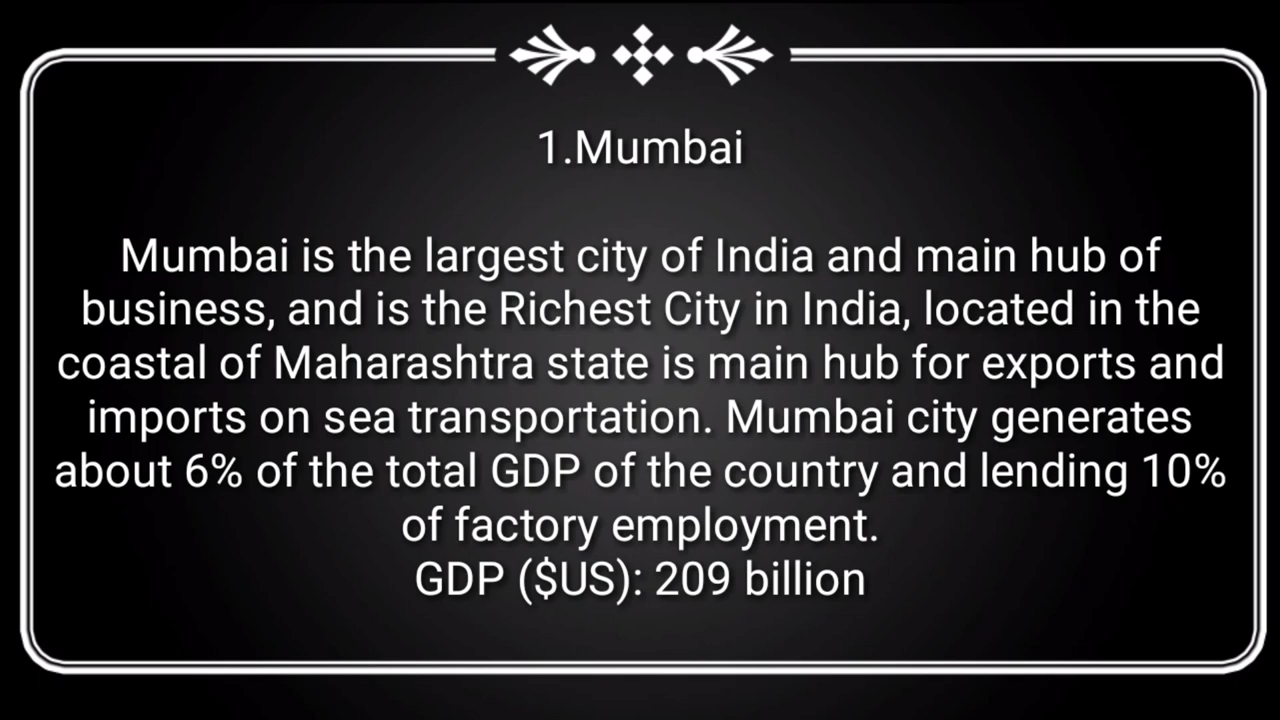 1.Mumbai
Mumbai is the largest city of India and main hub of
business, and is the Richest City in India, located in the
coastal of Maharashtra state is main hub for exports and
imports on sea transportation. Mumbai city generates
about 6% of the total GDP of the country and lending 10%
of factory employment.
GDP ($US): 209 billion